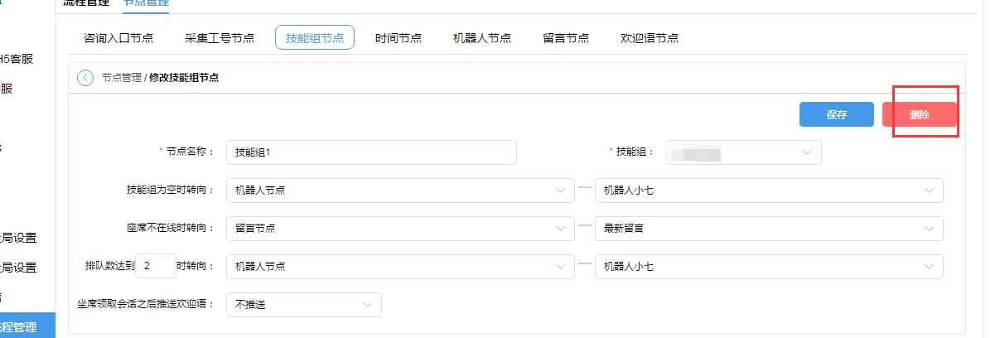 流程管理 节点管理
咨询入口节点 采集工号节点 技能组节点 时间节点 机器人节点 留言节点 欢迎语节点
H5客服
节点管理 / 修改技能组节点
服
保存 删除
* 节点名称： 技能组1 * 技能组：
技能组为空时转向： 机器人节点 — 机器人小七
座席不在线时转向： 留言节点 — 最新留言
局设置
排队数达到 2 时转向： 机器人节点 — 机器人小七
局设置
坐席领取会话之后推送欢迎语： 不推送
程管理